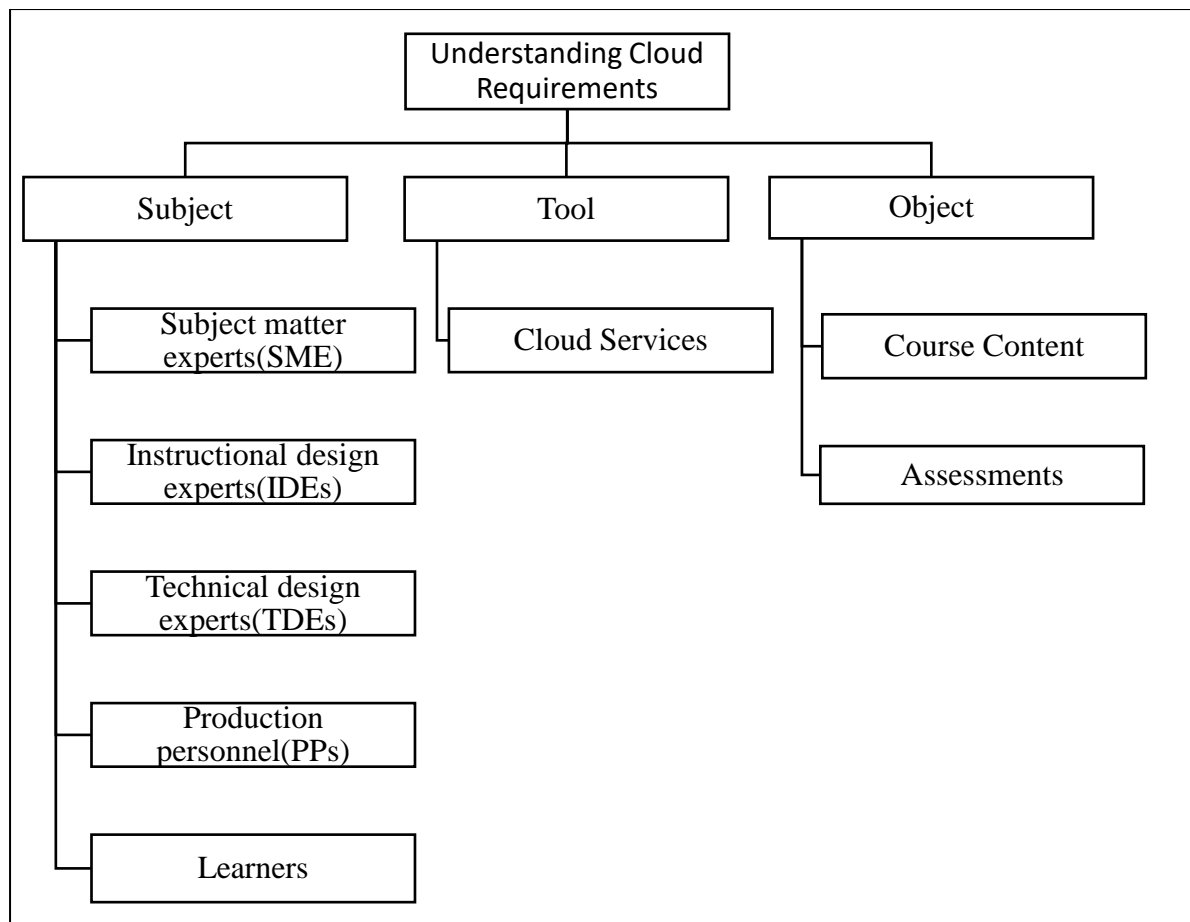 Understanding Cloud
Requirements
Subject
Tool
Object
Subject matter
experts(SME)
Cloud Services
Course Content
Instructional design
experts(IDEs)
Assessments
Technical design
experts(TDEs)
Production
personnel(PPs)
Learners